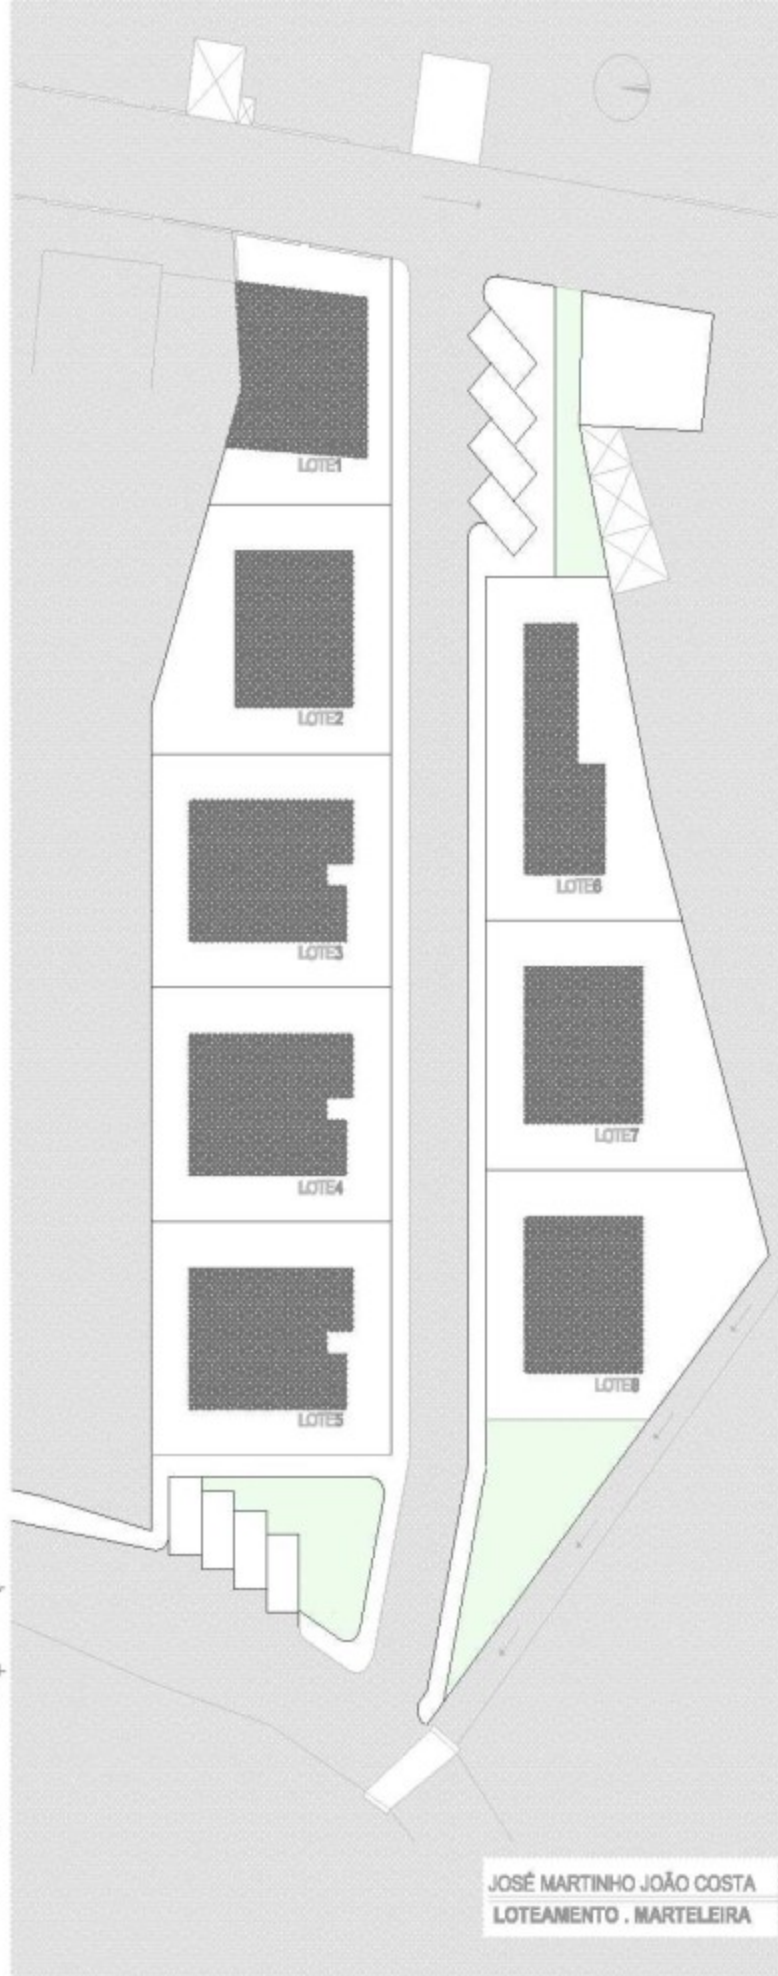 LOTE1
LOTE2
LOTE3
LOTE4
LOTE5
LOTE6
LOTE7
LOTE8
JOSÉ MARTINHO JOÃO COSTA
LOTEAMENTO . MARTELEIRA